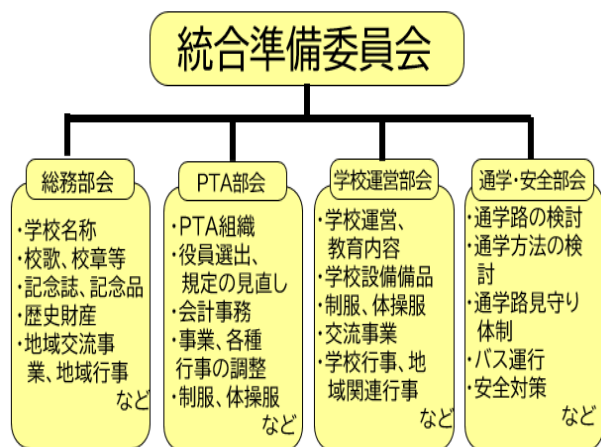 統合準備委員会
総務部会
・学校名称
・校歌、校章等
・記念誌、記念品
・歴史財産
・地域交流事
業、地域行事
など
PTA部会
・PTA組織
・役員選出、
規定の見直し
・会計事務
・事業、各種
行事の調整
・制服、体操服
など
学校運営部会
・学校運営、
教育内容
・学校設備備品
・制服、体操服
・交流事業
・学校行事、地
域関連行事
など
通学・安全部会
・通学路の検討
・通学方法の検
討
・通学路見守り
体制
・バス運行
・安全対策
など